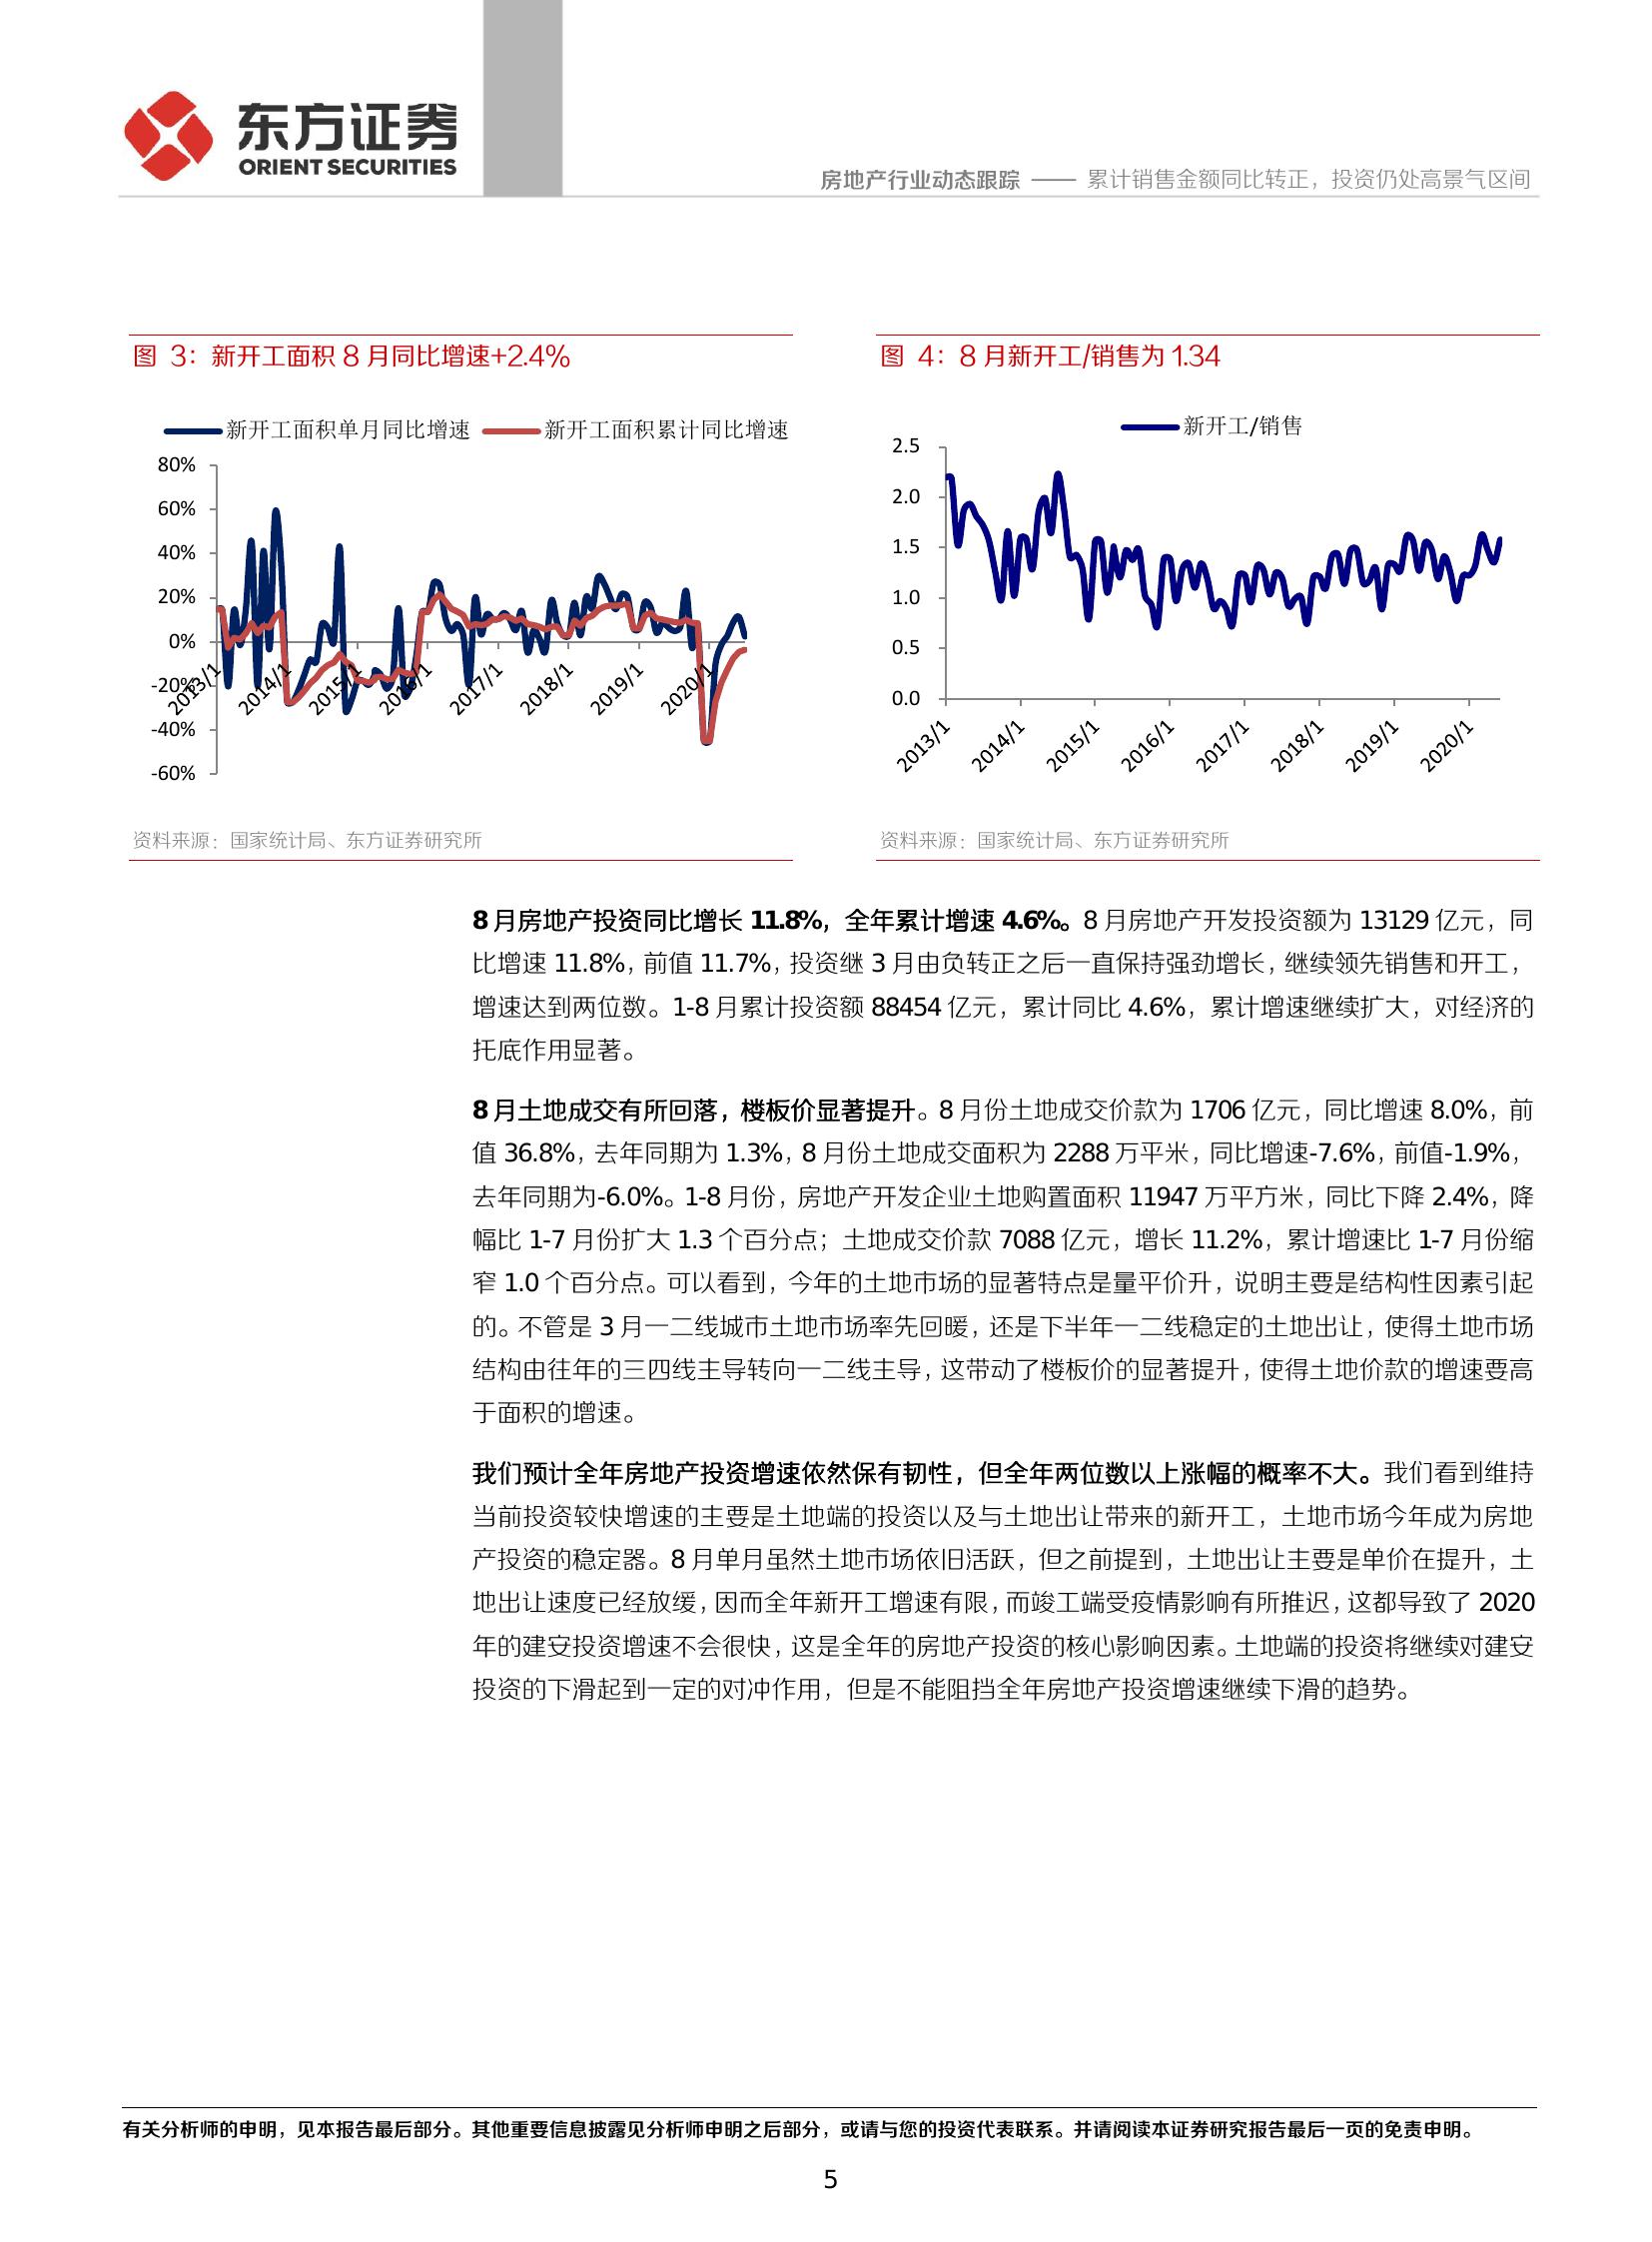 东方证券
ORIENT SECURITIES
房地产行业动态跟踪 —— 累计销售金额同比转正，投资仍处高景气区间
图 3：新开工面积 8 月同比增速+2.4%
新开工面积单月同比增速 新开工面积累计同比增速
80%
60%
40%
20%
0%
-20%
-40%
-60%
2013/1 2014/1 2015/1 2016/1 2017/1 2018/1 2019/1 2020/1
资料来源：国家统计局、东方证券研究所
图 4：8 月新开工/销售为 1.34
新开工/销售
2.5
2.0
1.5
1.0
0.5
0.0
2013/1 2014/1 2015/1 2016/1 2017/1 2018/1 2019/1 2020/1
资料来源：国家统计局、东方证券研究所
8 月房地产投资同比增长 11.8%，全年累计增速 4.6%。8 月房地产开发投资额为 13129 亿元，同
比增速 11.8%，前值 11.7%，投资继 3 月由负转正之后一直保持强劲增长，继续领先销售和开工，
增速达到两位数。1-8 月累计投资额 88454 亿元，累计同比 4.6%，累计增速继续扩大，对经济的
托底作用显著。
8 月土地成交有所回落，楼板价显著提升。8 月份土地成交价款为 1706 亿元，同比增速 8.0%，前
值 36.8%，去年同期为 1.3%，8 月份土地成交面积为 2288 万平米，同比增速-7.6%，前值-1.9%，
去年同期为-6.0%。1-8 月份，房地产开发企业土地购置面积 11947 万平方米，同比下降 2.4%，降
幅比 1-7 月份扩大 1.3 个百分点；土地成交价款 7088 亿元，增长 11.2%，累计增速比 1-7 月份缩
窄 1.0 个百分点。可以看到，今年的土地市场的显著特点是量平价升，说明主要是结构性因素引起
的。不管是 3 月一二线城市土地市场率先回暖，还是下半年一二线稳定的土地出让，使得土地市场
结构由往年的三四线主导转向一二线主导，这带动了楼板价的显著提升，使得土地价款的增速要高
于面积的增速。
我们预计全年房地产投资增速依然保有韧性，但全年两位数以上涨幅的概率不大。我们看到维持
当前投资较快增速的主要是土地端的投资以及与土地出让带来的新开工，土地市场今年成为房地
产投资的稳定器。8 月单月虽然土地市场依旧活跃，但之前提到，土地出让主要是单价在提升，土
地出让速度已经放缓，因而全年新开工增速有限，而竣工端受疫情影响有所推迟，这都导致了 2020
年的建安投资增速不会很快，这是全年的房地产投资的核心影响因素。土地端的投资将继续对建安
投资的下滑起到一定的对冲作用，但是不能阻挡全年房地产投资增速继续下滑的趋势。
有关分析师的申明，见本报告最后部分。其他重要信息披露见分析师申明之后部分，或请与您的投资代表联系。并请阅读本证券研究报告最后一页的免责申明。
5